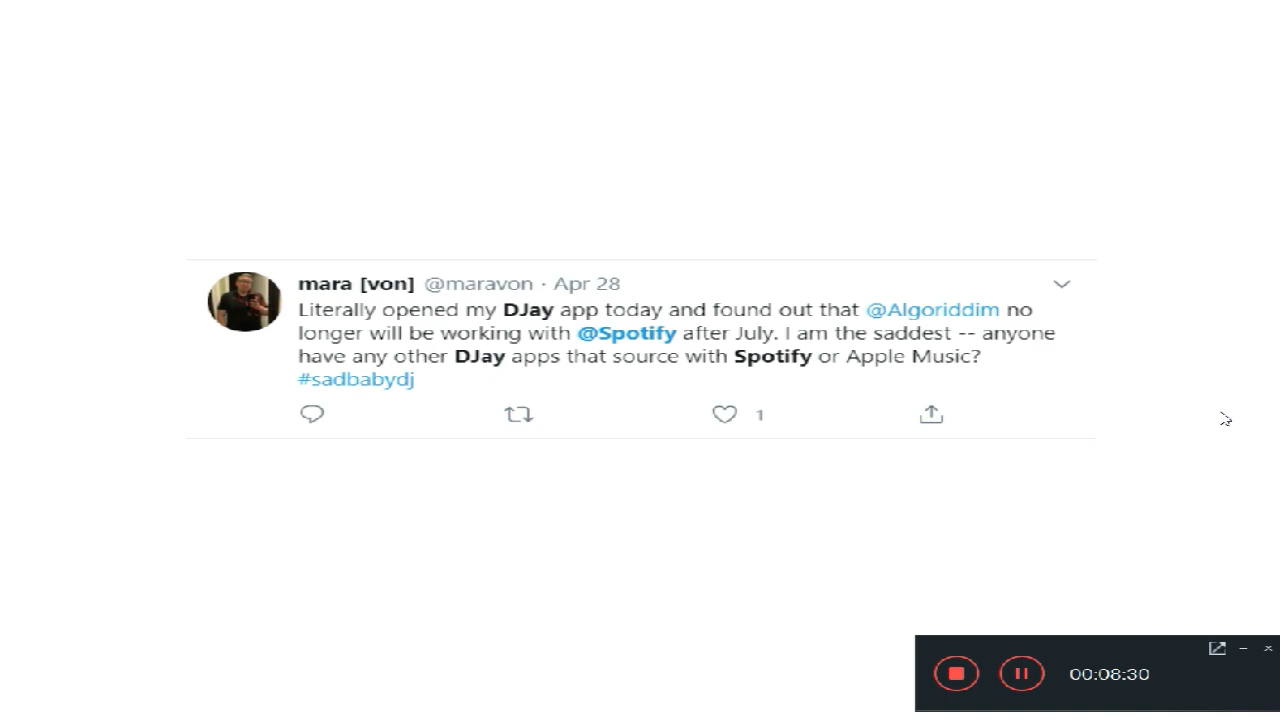 mara [von] @maravon · Apr 28
Literally opened my DJay app today and found out that @Algoriddim no
longer will be working with @Spotify after July. I am the saddest -- anyone
have any other DJay apps that source with Spotify or Apple Music?
#sadbabydj
1
00:08:30